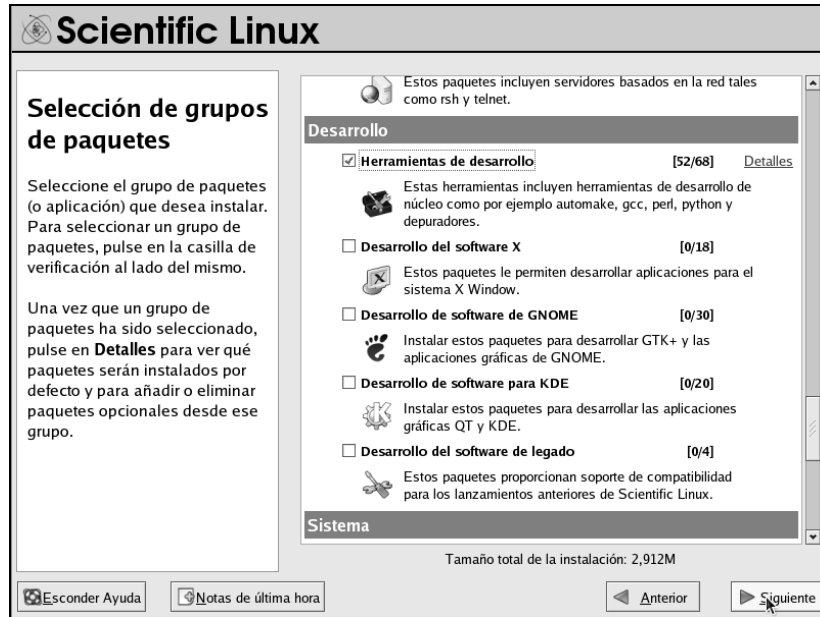 Scientific Linux
Selección de grupos
de paquetes
Seleccione el grupo de paquetes
(o aplicación) que desea instalar.
Para seleccionar un grupo de
paquetes, pulse en la casilla de
verificación al lado del mismo.
Una vez que un grupo de
paquetes ha sido seleccionado,
pulse en Detalles para ver qué
paquetes serán instalados por
defecto y para añadir o eliminar
paquetes opcionales desde ese
grupo.
Estos paquetes incluyen servidores basados en la red tales
como rsh y telnet.
Desarrollo
Herramientas de desarrollo [52/68] Detalles
Estas herramientas incluyen herramientas de desarrollo de
núcleo como por ejemplo automake, gcc, perl, python y
depuradores.
Desarrollo del software X [0/18]
Estos paquetes le permiten desarrollar aplicaciones para el
sistema X Window.
Desarrollo de software de GNOME [0/30]
Instalar estos paquetes para desarrollar GTK+ y las
aplicaciones gráficas de GNOME.
Desarrollo de software para KDE [0/20]
Instalar estos paquetes para desarrollar las aplicaciones
gráficas QT y KDE.
Desarrollo del software de legado [0/4]
Estos paquetes proporcionan soporte de compatibilidad
para los lanzamientos anteriores de Scientific Linux.
Sistema
Tamaño total de la instalación: 2,912M
Esconder Ayuda Notas de última hora Anterior Siguiente